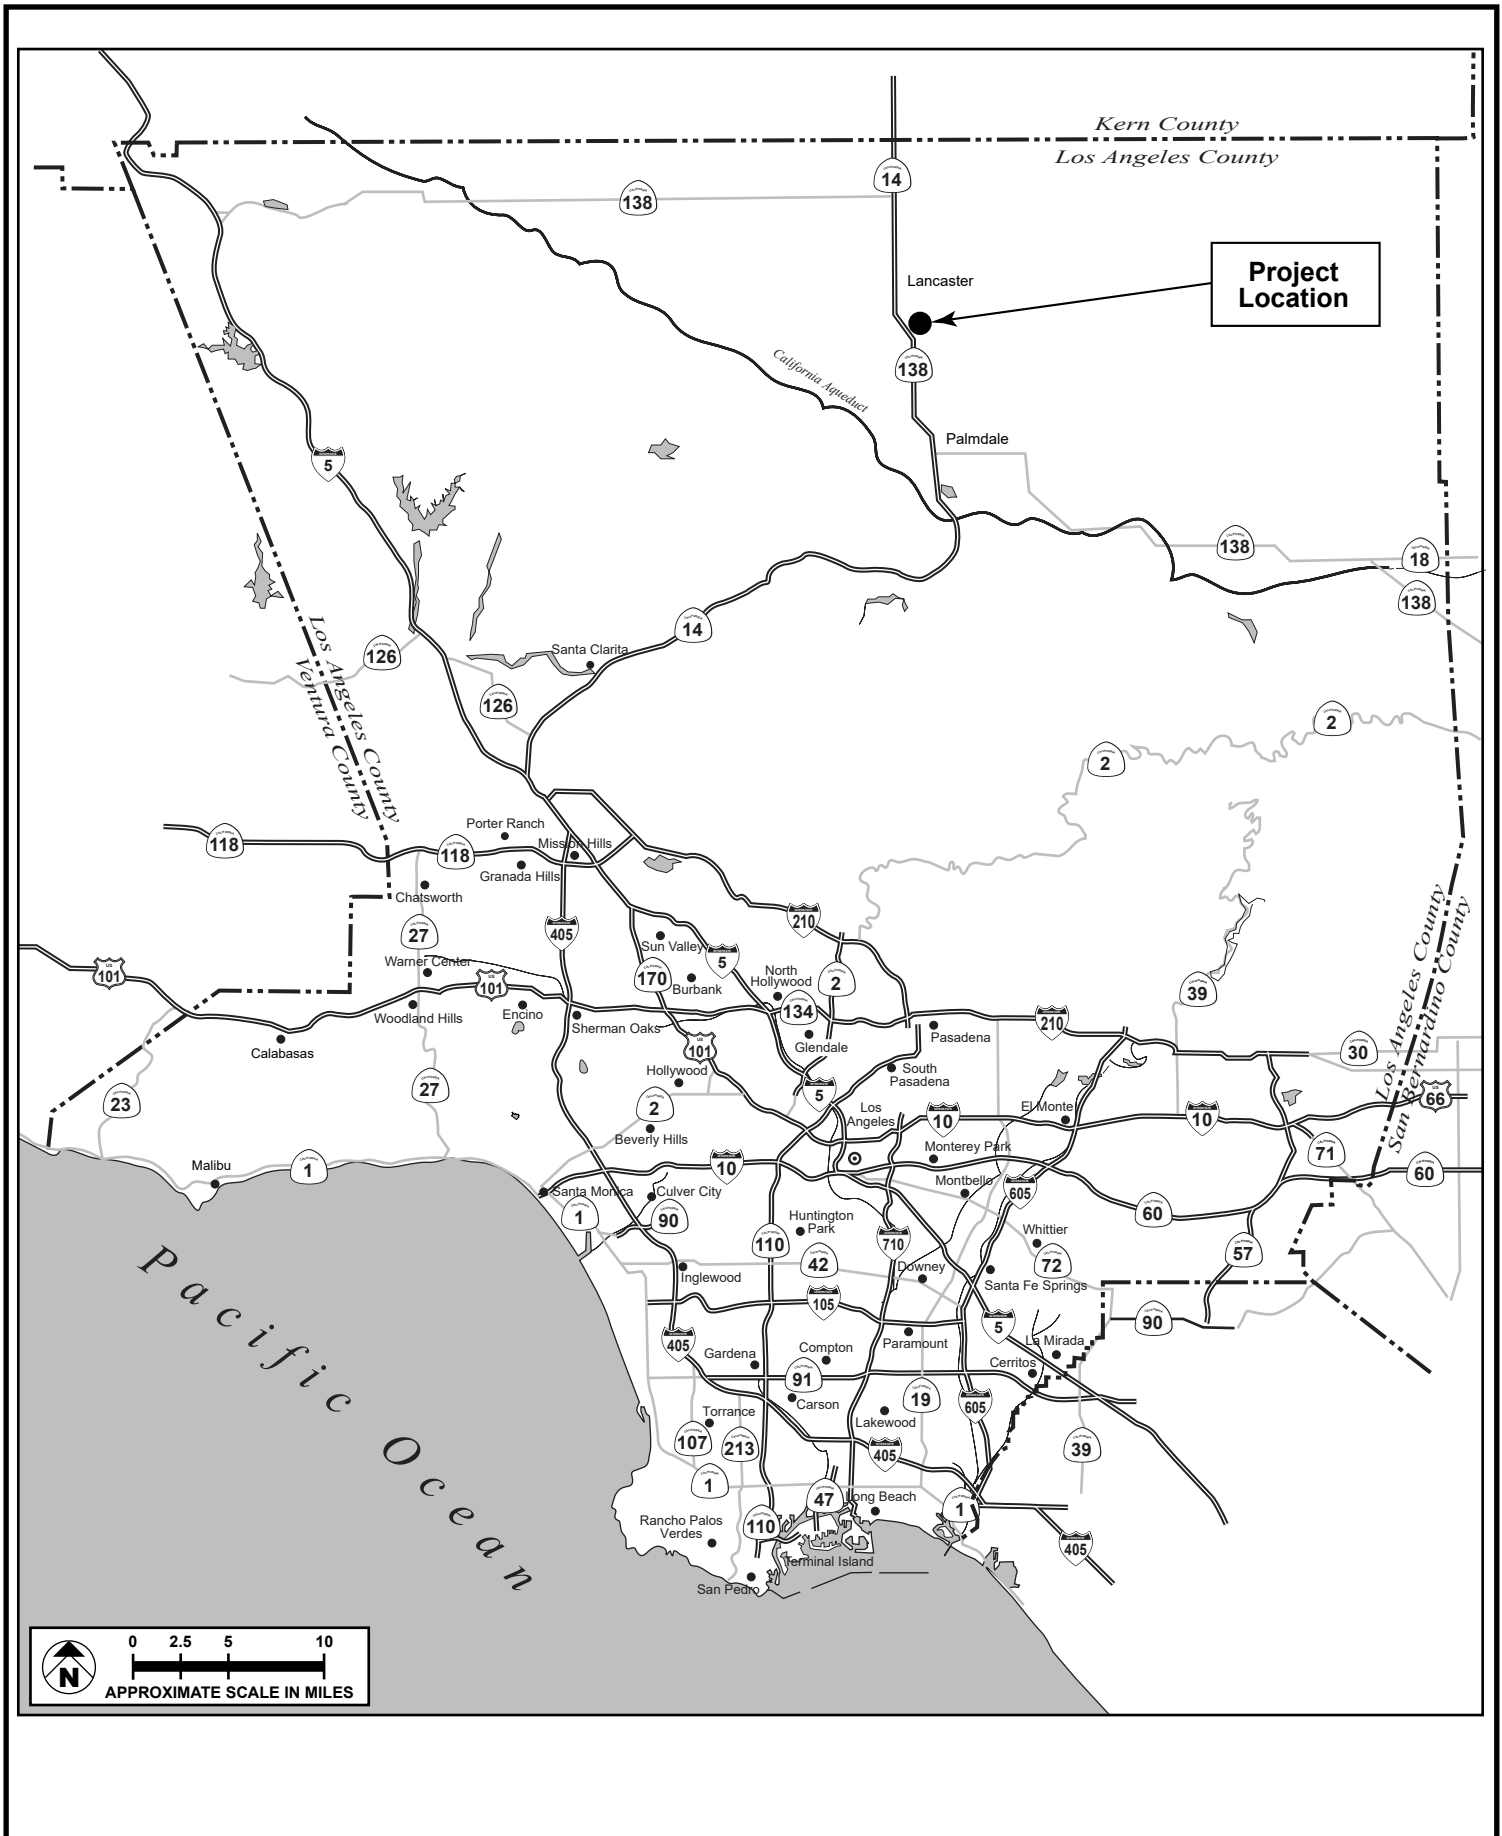 Kern County
Los Angeles County
14
138
Lancaster
Project
Location
138
California Aqueduct
Palmdale
5
138
18
138
14
126
Santa Clarita
126
Los Angeles County
Ventura County
2
2
Porter Ranch
118
118
Mission Hills
Granada Hills
Chatsworth
27
405
210
Sun Valley
5
Warner Center
US
101
US
101
170
Burbank
North
Hollywood
2
39
Los Angeles County
San Bernardino County
Woodland Hills
Encino
Sherman Oaks
134
Glendale
Pasadena
210
30
Calabasas
US
101
Hollywood
South
Pasadena
23
27
2
5
Los
Angeles
10
El Monte
10
US
66
Beverly Hills
Monterey Park
71
Malibu
1
10
60
Santa Monica
Culver City
Montbello
605
1
90
Huntington
Park
60
110
710
Whittier
57
42
72
Inglewood
Downey
Santa Fe Springs
105
5
90
405
Paramount
La Mirada
Gardena
Compton
Cerritos
91
Carson
19
605
Torrance
Lakewood
107
213
405
39
1
47
Long Beach
1
Rancho Palos
Verdes
110
405
Terminal Island
San Pedro
Pacific Ocean
0 2.5 5 10
N
APPROXIMATE SCALE IN MILES